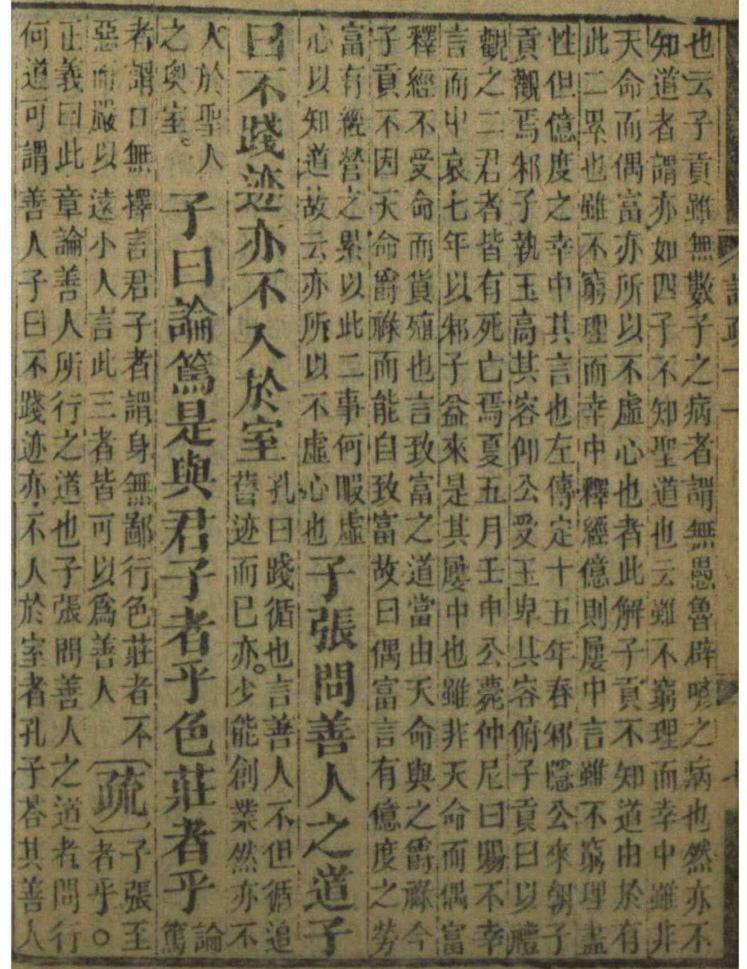 也云子貢雖無數子之病者謂無愚魯辟喭之病也然亦不
知道者謂亦如四子不知聖道也云雖不窮理而幸中雖非
天命而偶富亦所以不虛心也者此解子貢不知道由於有
此二累也雖不窮理而幸中釋經億則屢中言雖不窮理盡
性但億度之幸中其言也左傳定十五年春邾隱公來朝子
貢觀焉邾子執玉高其容仰公受玉卑其容俯子貢曰以禮
觀之二君者皆有死亡焉夏五月壬申公薨仲尼曰賜不幸
言而中哀七年以邾子益來是其屢中也雖非天命而偶富
釋經不受命而貨殖也言致富之道當由天命與之爵祿今
子貢不因天命爵祿而能自致富故曰偶富言有億度之勞
富有經營之累以此二事何暇虛
心以知道故云亦所以不虛心也
子張問善人之道子
曰不踐迹亦不入於室
孔曰踐循也言善人不但循追
舊迹而已亦。少能創業然亦不
入於聖人
之奧室。
子曰論篤是與君子者乎色莊者乎
論
篤
者謂口無擇言君子者謂身無鄙行色莊者不
惡而嚴以遠小人言此三者皆可以爲善人
疏
子張至
者乎○
正義曰此章論善人所行之道也子張問善人之道者問行
何道可謂善人子曰不踐迹亦不入於室者孔子荅其善人